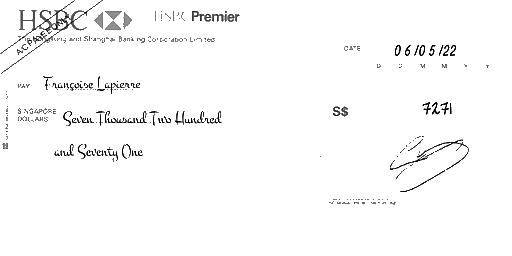 HSBC HSBC Premier
The Hongkong and Shanghai Banking Corporation Limited
A/C PAYEE ONLY
DATE 06/05/22
D D M M Y Y
PAY Françoise Lapierre
SINGAPORE DOLLARS Seven Thousand Two Hundred
and Seventy One
S$ 7271